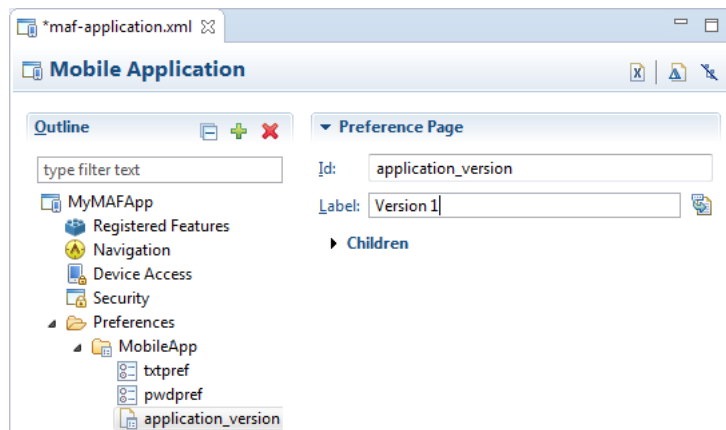 *maf-application.xml
Mobile Application
Outline
type filter text
MyMAFApp
Registered Features
Navigation
Device Access
Security
Preferences
MobileApp
txtpref
pwdpref
application_version
Preference Page
Id: application_version
Label: Version 1
Children